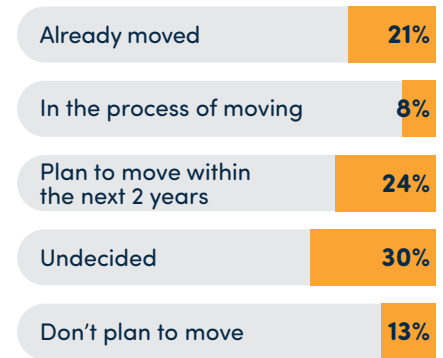 Already moved 21%
In the process of moving 8%
Plan to move within
the next 2 years 24%
Undecided 30%
Don’t plan to move 13%